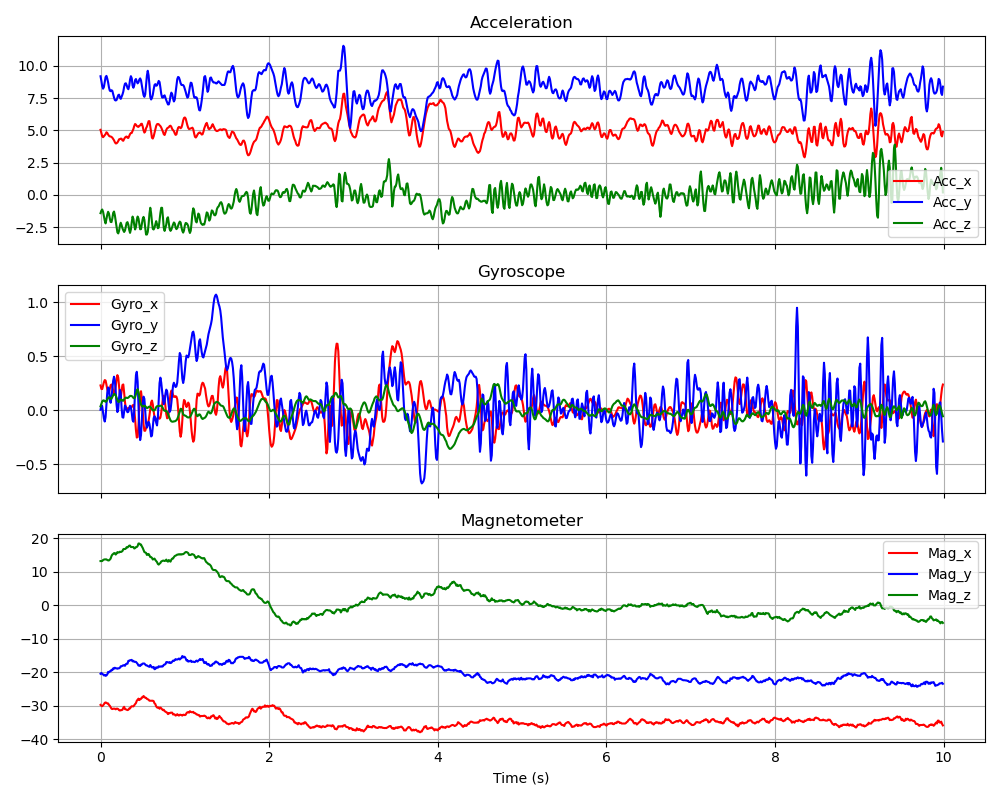 Acceleration
10.0
7.5
5.0
2.5
0.0
−2.5
Acc_x
Acc_y
Acc_z
Gyroscope
1.0
0.5
0.0
−0.5
Gyro_x
Gyro_y
Gyro_z
Magnetometer
20
10
0
−10
−20
−30
−40
Mag_x
Mag_y
Mag_z
0 2 4 6 8 10
Time (s)